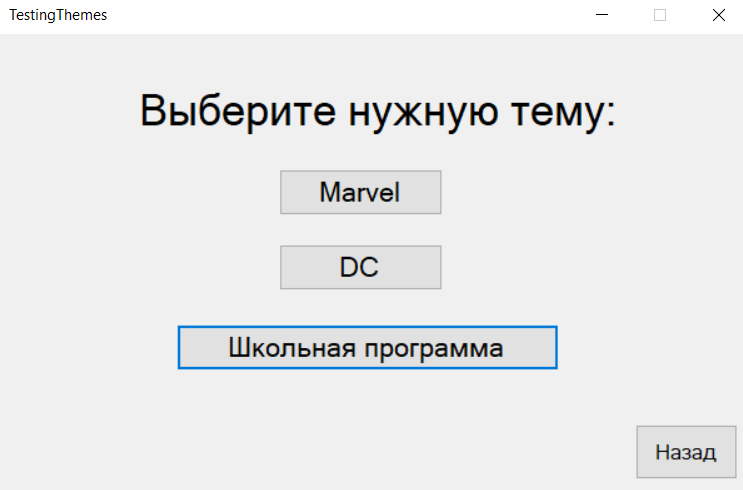 TestingThemes
Выберите нужную тему:
Marvel
DC
Школьная программа
Назад